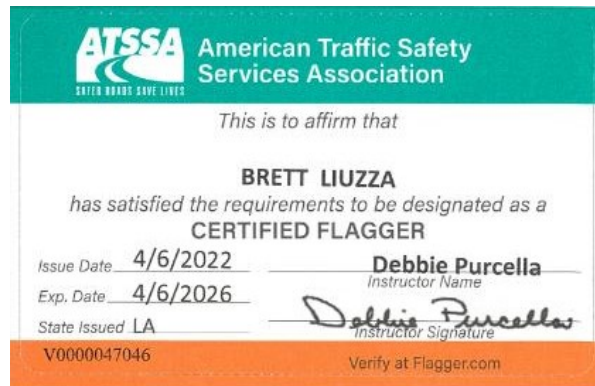 ATSSA
SAFER ROADS SAVE LIVES
American Traffic Safety
Services Association
This is to affirm that
BRETT LIUZZA
has satisfied the requirements to be designated as a
CERTIFIED FLAGGER
Issue Date 4/6/2022
Debbie Purcella
Instructor Name
Exp. Date 4/6/2026
Debbie Purcella
Instructor Signature
State Issued LA
V0000047046
Verify at Flagger.com